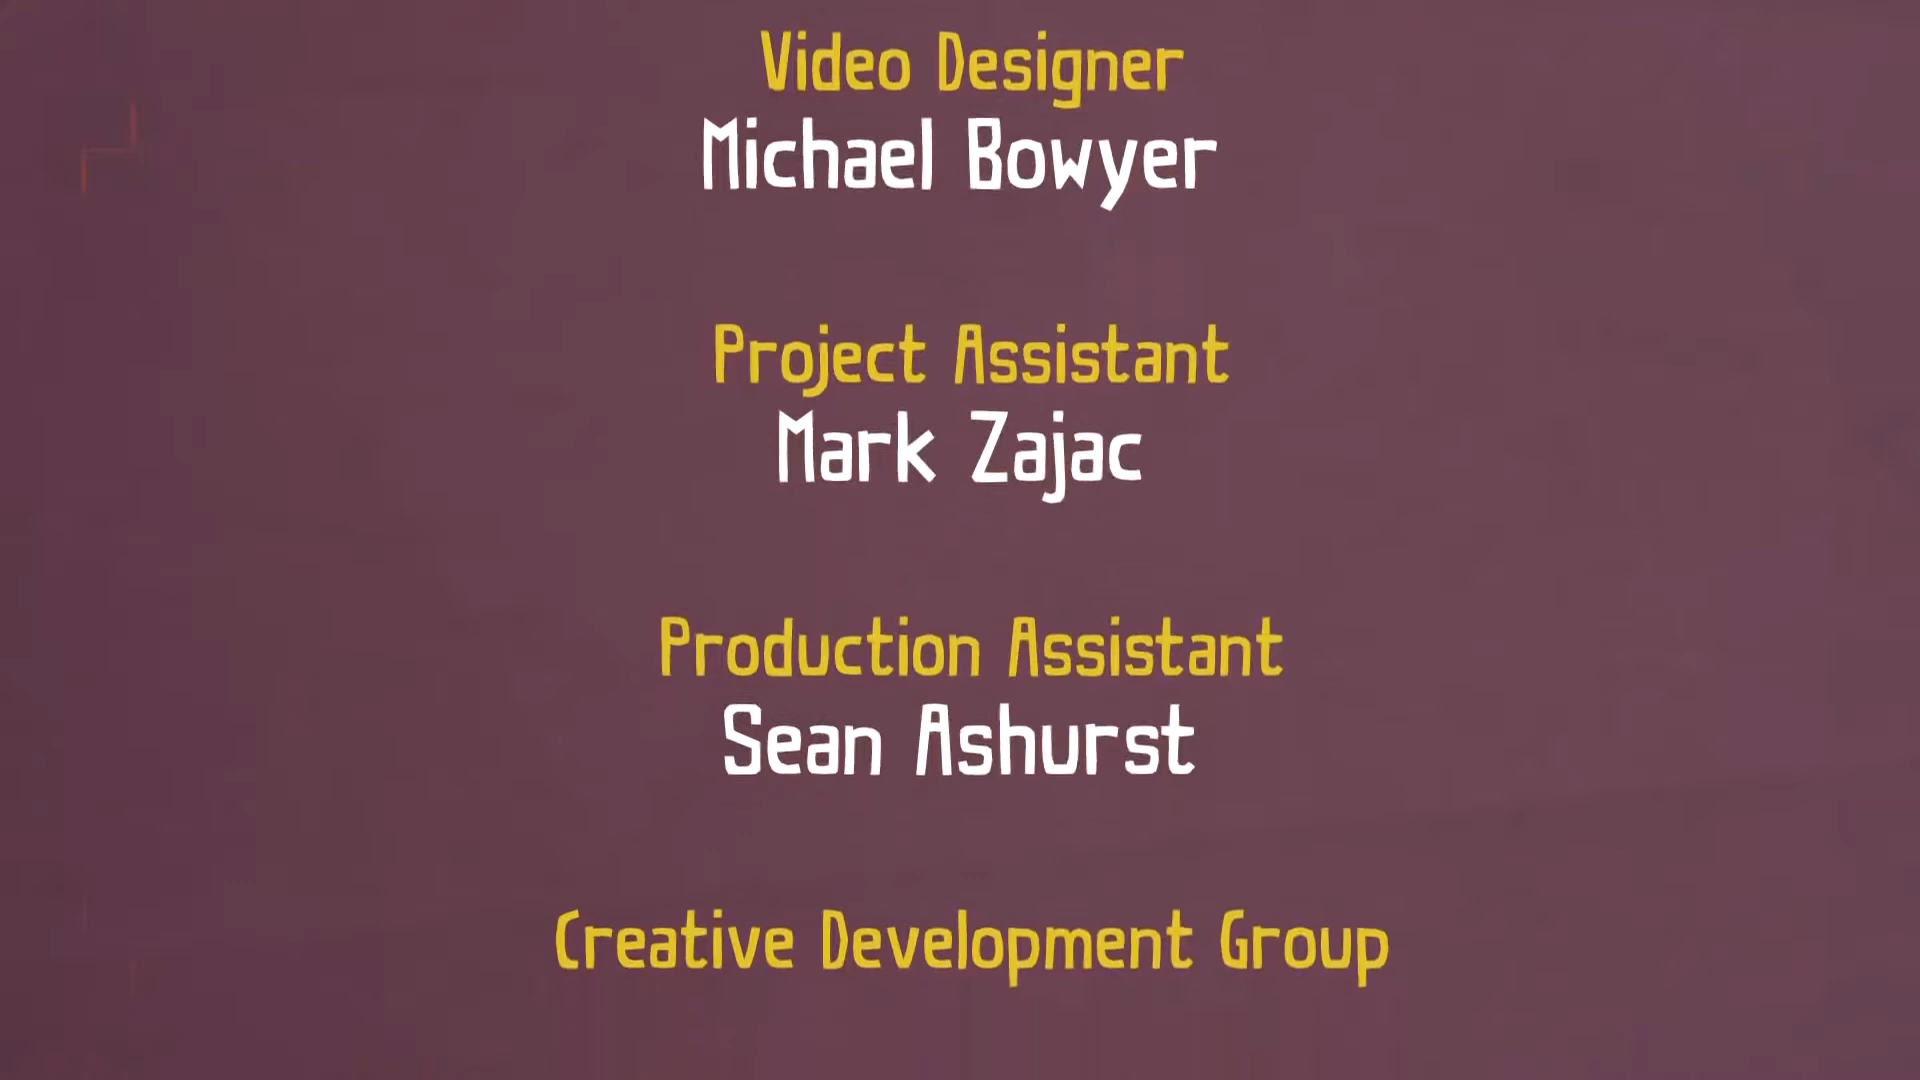 Video Designer
Michael Bowyer
Project Assistant
Mark Zajac
Production Assistant
Sean Ashurst
Creative Development Group